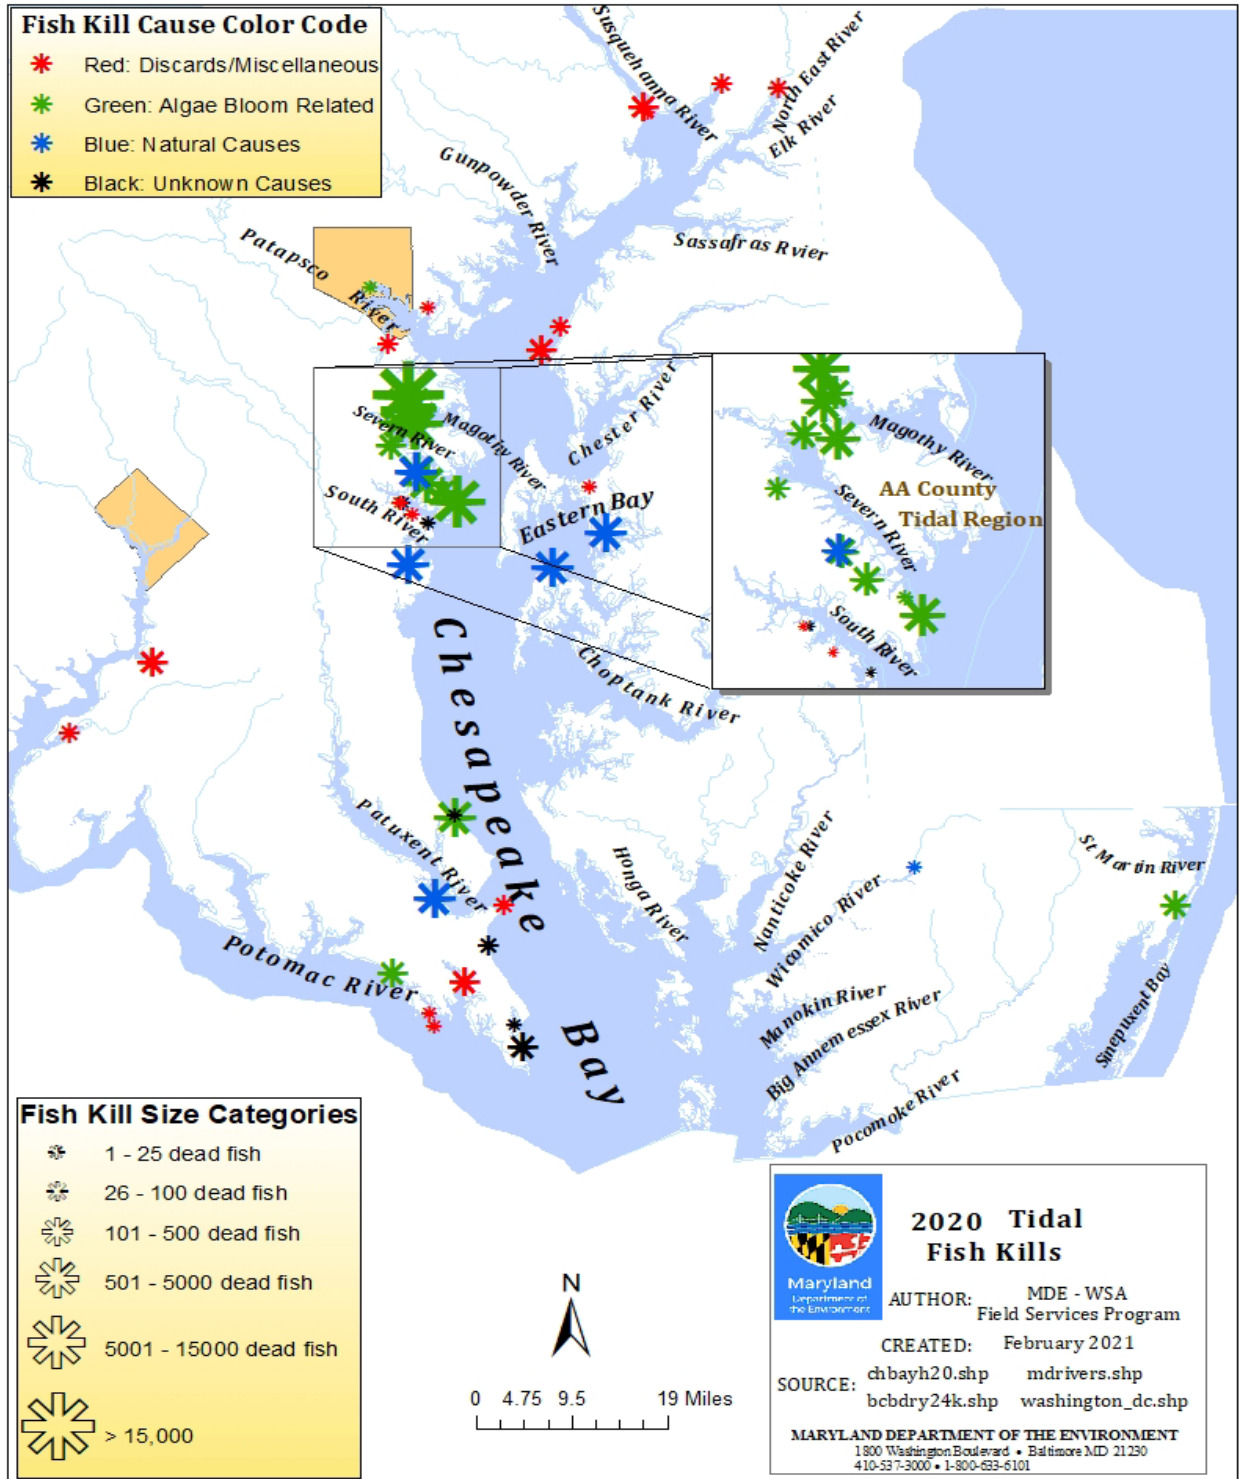 Fish Kill Cause Color Code
Red: Discards/Miscellaneous
Green: Algae Bloom Related
Blue: Natural Causes
Black: Unknown Causes
Susquehanna River
North East River
Elk River
Gunpowder River
Sassafras Rvier
Patapsco
River
Severn River
Magothy River
South River
Chester River
Eastern Bay
Magothy River
AA County
Tidal Region
Severn River
South River
Choptank River
Chesapeake
Bay
Patuxent River
Honga River
Nanticoke River
Wicomico River
St Martin River
Potomac River
Manokin River
Big Annemessex River
Sinepuxent Bay
Pocomoke River
Fish Kill Size Categories
1 - 25 dead fish
26 - 100 dead fish
101 - 500 dead fish
501 - 5000 dead fish
5001 - 15000 dead fish
> 15,000
N
0 4.75 9.5 19 Miles
Maryland
Department of
the Environment
2020 Tidal
Fish Kills
AUTHOR: MDE - WSA
Field Services Program
CREATED: February 2021
SOURCE: chbayh20.shp mdrivers.shp
bcbdry24k.shp washington_dc.shp
MARYLAND DEPARTMENT OF THE ENVIRONMENT
1800 Washington Boulevard • Baltimore MD 21230
410-537-3000 • 1-800-633-6101